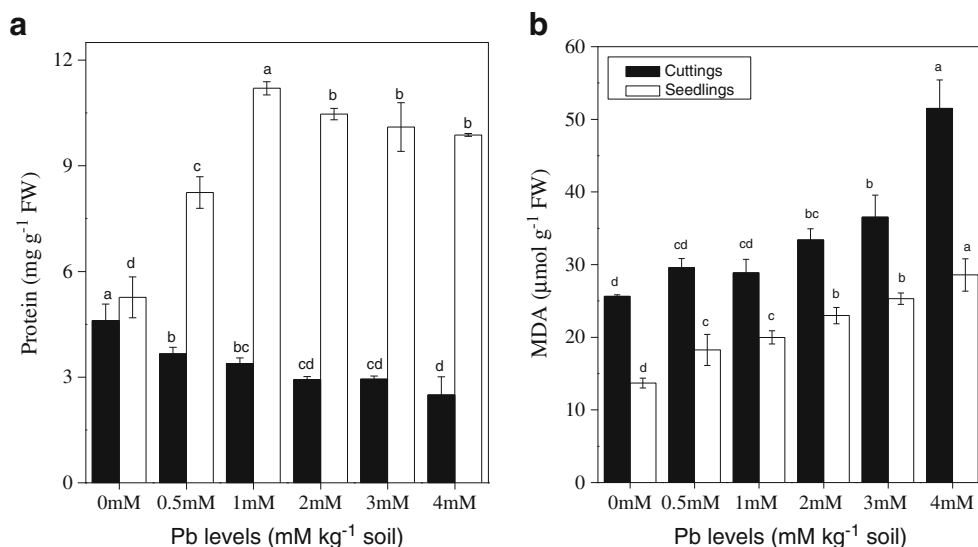 a
Protein (mg g⁻¹ FW)
12
9
6
3
0
a
d
b
c
bc
a
cd
b
cd
b
d
b
0mM 0.5mM 1mM 2mM 3mM 4mM
Pb levels (mM kg⁻¹ soil)
b
Cuttings
Seedlings
MDA (μmol g⁻¹ FW)
60
50
40
30
20
10
0
d
d
cd
c
cd
c
bc
b
b
b
a
a
0mM 0.5mM 1mM 2mM 3mM 4mM
Pb levels (mM kg⁻¹ soil)